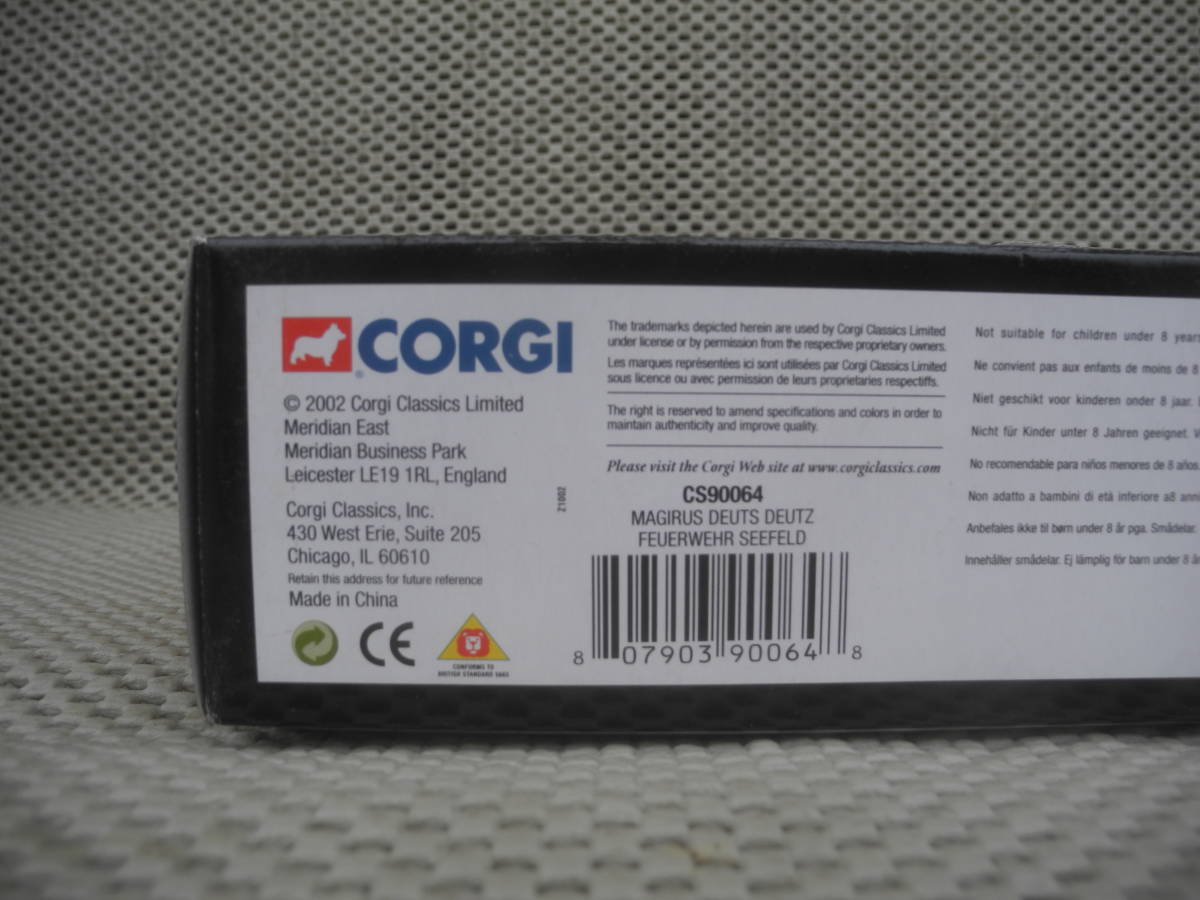 CORGI
© 2002 Corgi Classics Limited
Meridian East
Meridian Business Park
Leicester LE19 1RL, England
Corgi Classics, Inc.
430 West Erie, Suite 205
Chicago, IL 60610
Retain this address for future reference
Made in China
CE
CONFORMS TO
BRITISH STANDARD 5665
21002
The trademarks depicted herein are used by Corgi Classics Limited
under license or by permission from the respective proprietary owners.
Les marques représentées ici sont utilisées par Corgi Classics Limited
sous licence ou avec permission de leurs proprietaries respectiffs.
The right is reserved to amend specifications and colors in order to
maintain authenticity and improve quality.
Please visit the Corgi Web site at www.corgiclassics.com
CS90064
MAGIRUS DEUTS DEUTZ
FEUERWEHR SEEFELD
8 07903 90064 8
Not suitable for children under 8 years
Ne convient pas aux enfants de moins de 8
Niet geschikt voor kinderen onder 8 jaar.
Nicht für Kinder unter 8 Jahren geeignet.
No recomendable para niños menores de 8 años.
Non adatto a bambini di età inferiore a8 anni
Anbefales ikke til børn under 8 år pga. Smådelar.
Innehåller smådelar. Ej lämplig för barn under 8 år